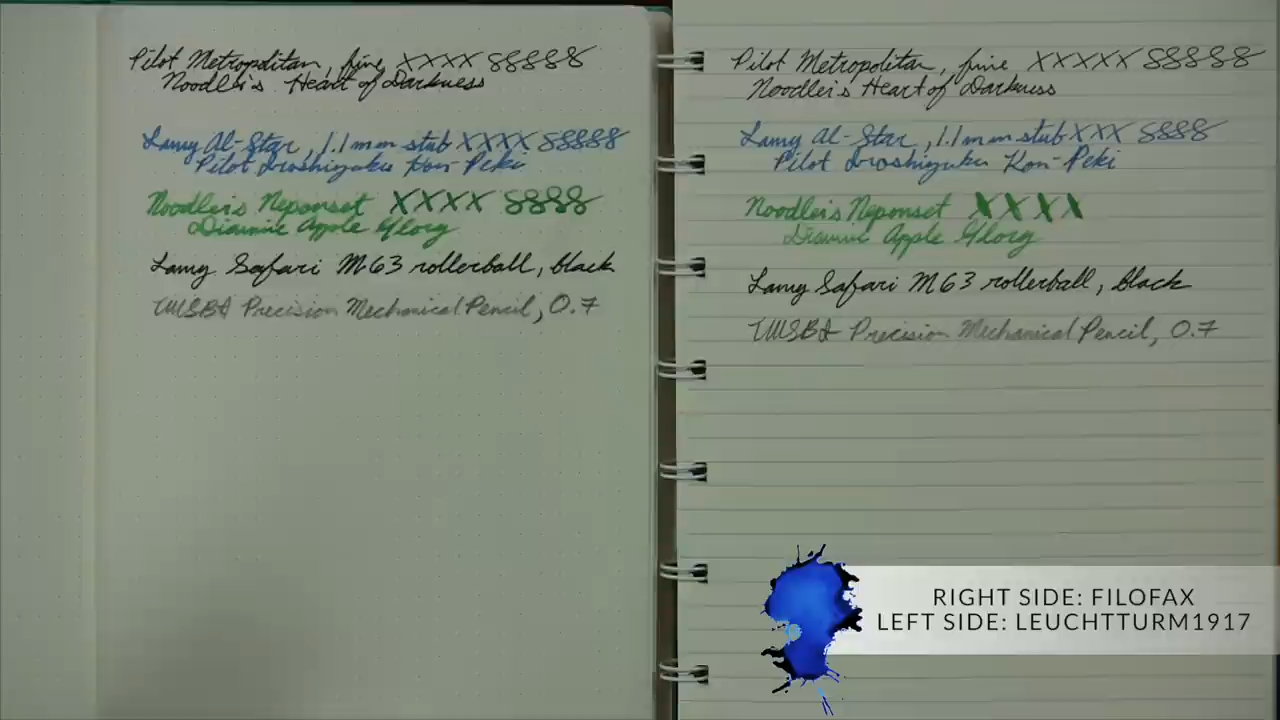 Pilot Metropolitan, fine XXXX 88888
Noodler's Heart of Darkness
Lamy Al-Star, 1.1mm stub XXXX 88888
Pilot Iroshizuku Kon-Peki
Noodler's Neponset XXXX 8888
Diamine Apple Glory
Lamy Safari M63 rollerball, black
TWSBI Precision Mechanical Pencil, 0.7
Pilot Metropolitan, fine XXXXX 88888
Noodler's Heart of Darkness
Lamy Al-Star, 1.1mm stub XXX 8888
Pilot Iroshizuku Kon-Peki
Noodler's Neponset XXXX
Diamine Apple Glory
Lamy Safari M63 rollerball, black
TWSBI Precision Mechanical Pencil, 0.7
RIGHT SIDE: FILOFAX
LEFT SIDE: LEUCHTTURM1917